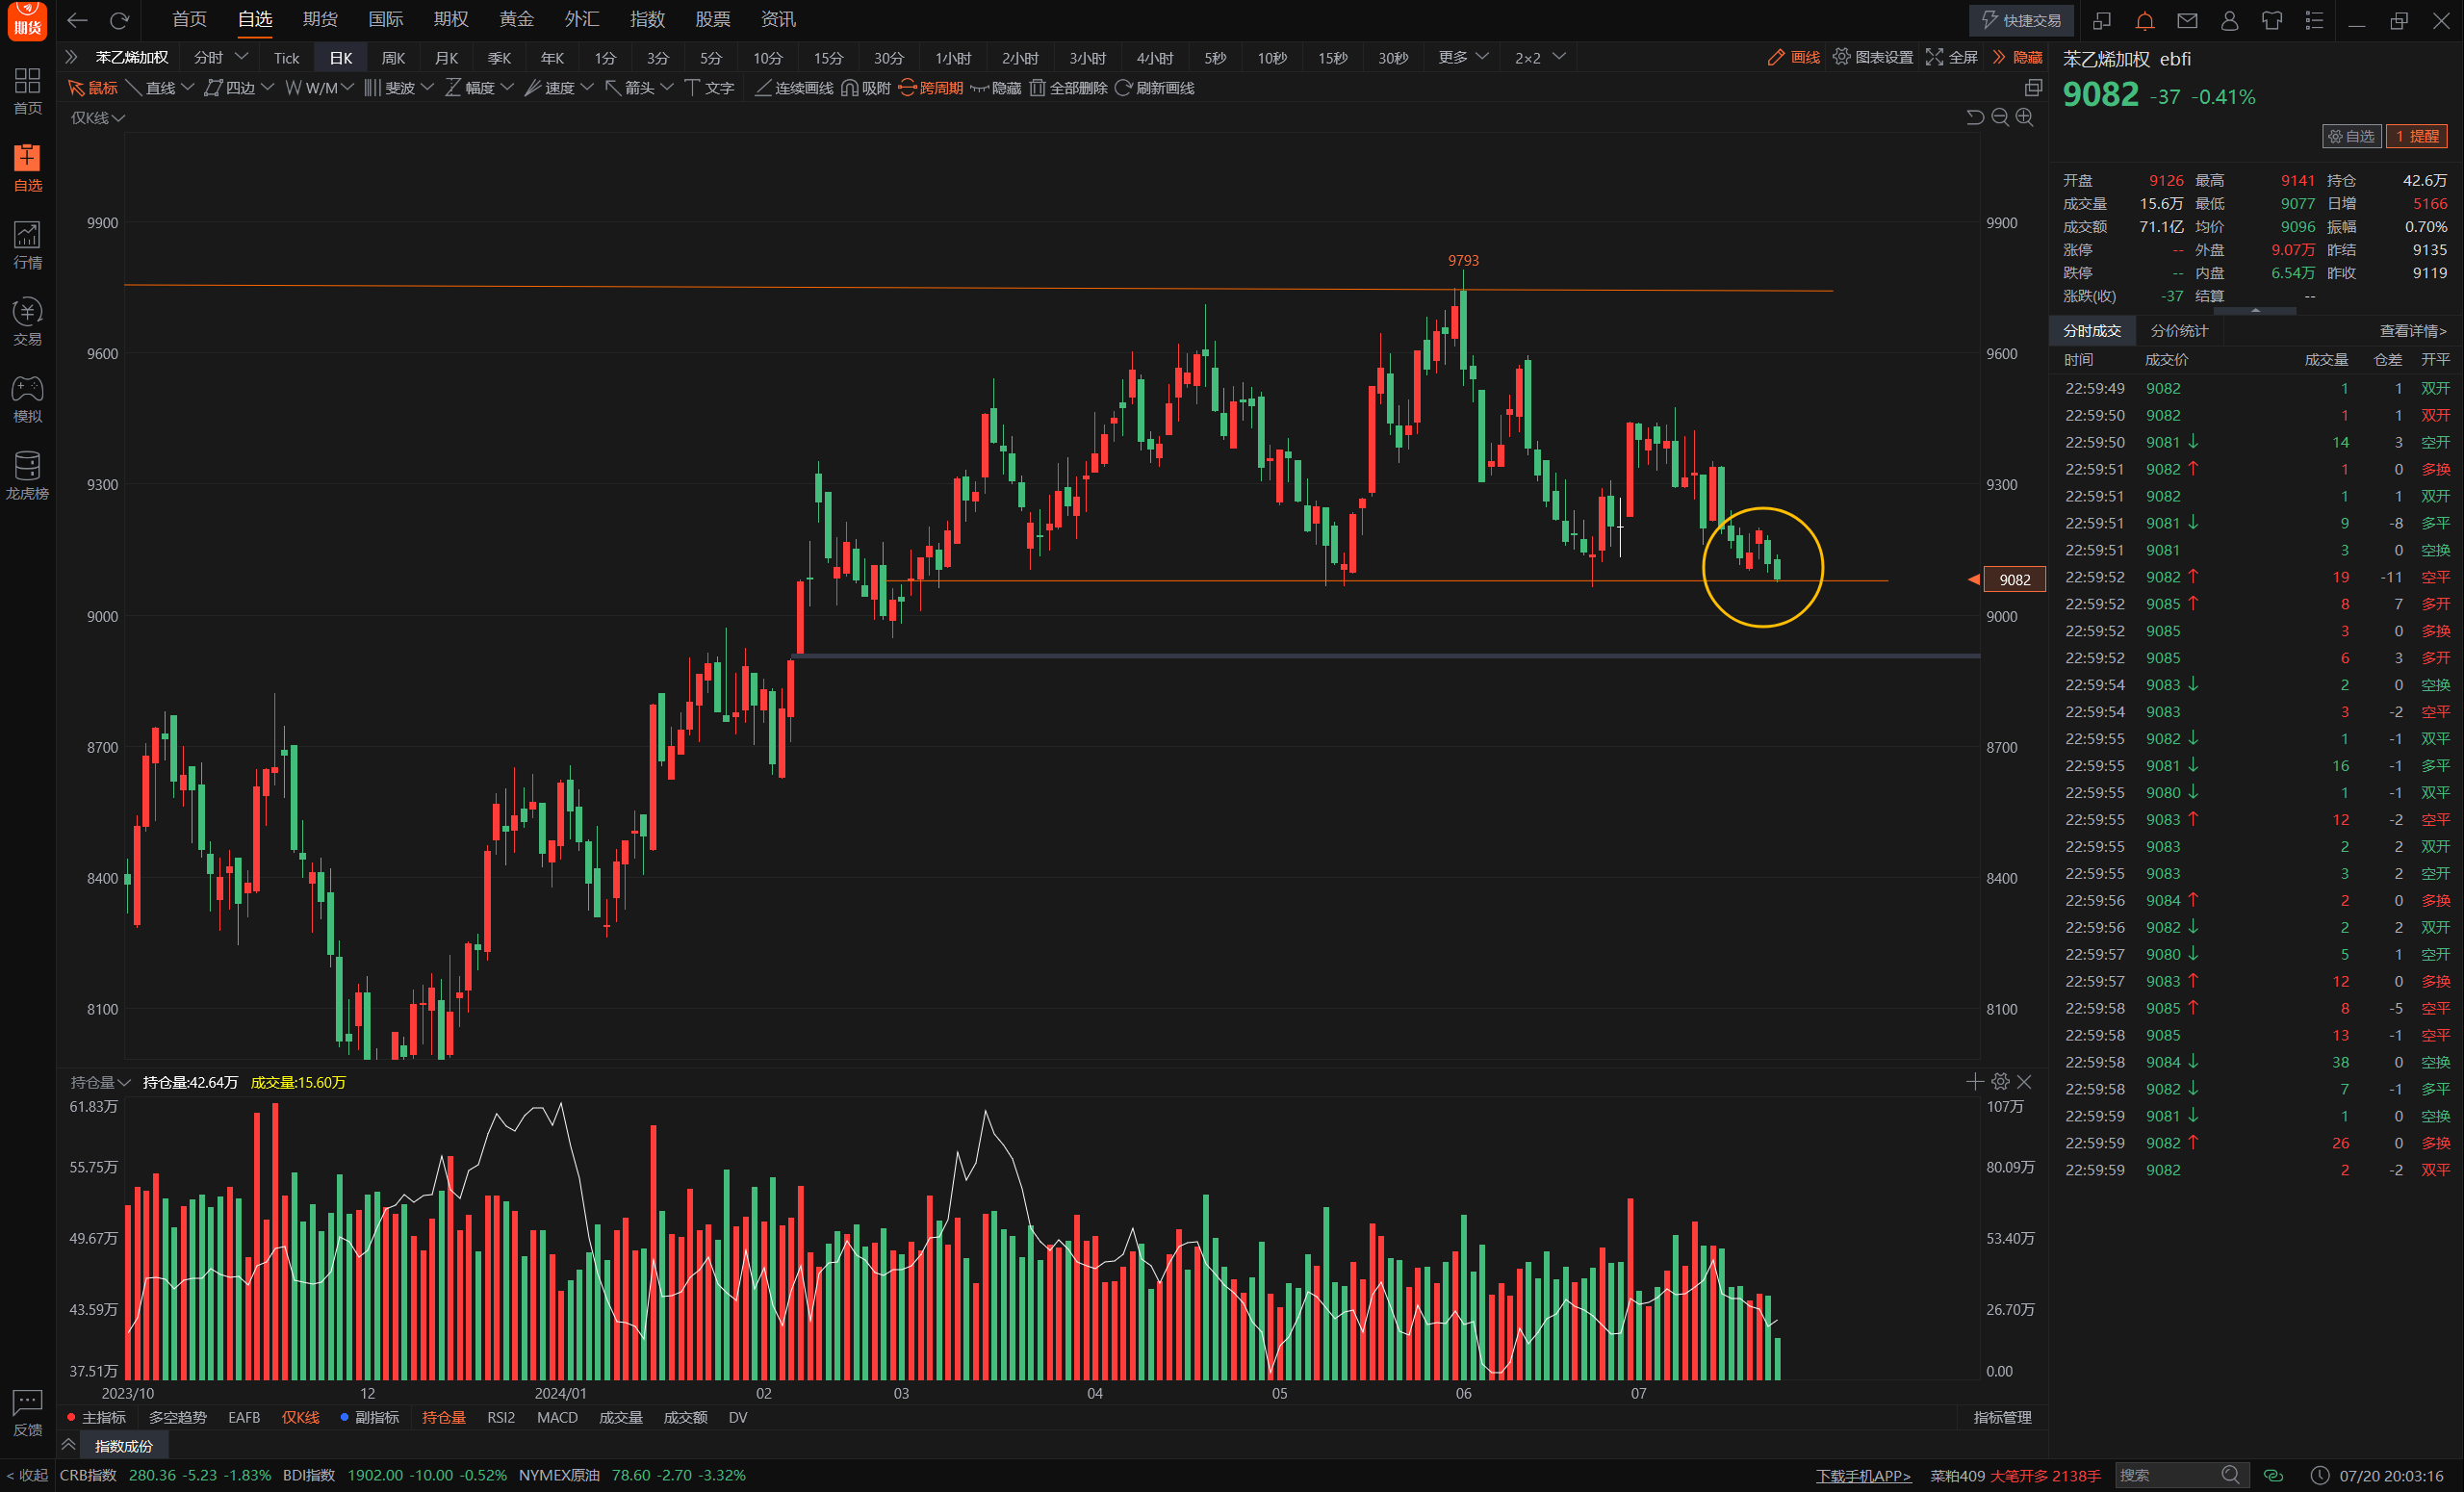 期货
首页 自选 期货 国际 期权 黄金 外汇 指数 股票 资讯 快捷交易
苯乙烯加权 分时 Tick 日K 周K 月K 季K 年K 1分 3分 5分 10分 15分 30分 1小时 2小时 3小时 4小时 5秒 10秒 15秒 30秒 更多 2×2 画线 图表设置 全屏 隐藏
鼠标 直线 四边 W/M 斐波 幅度 速度 箭头 文字 连续画线 吸附 跨周期 隐藏 全部删除 刷新画线
仅K线
首页
自选
行情
交易
模拟
龙虎榜
反馈
9900 9900
9793
9600 9600
9300 9300
9082
9000 9000
8700 8700
8400 8400
8100 8100
持仓量 持仓量:42.64万 成交量:15.60万
61.83万 107万
55.75万 80.09万
49.67万 53.40万
43.59万 26.70万
37.51万 0.00
2023/10 12 2024/01 02 03 04 05 06 07
主指标 多空趋势 EAFB 仅K线 副指标 持仓量 RSI2 MACD 成交量 成交额 DV 指标管理
指数成份
苯乙烯加权 ebfi
9082 -37 -0.41%
自选 1 提醒
开盘 9126 最高 9141 持仓 42.6万
成交量 15.6万 最低 9077 日增 5166
成交额 71.1亿 均价 9096 振幅 0.70%
涨停 -- 外盘 9.07万 昨结 9135
跌停 -- 内盘 6.54万 昨收 9119
涨跌(收) -37 结算 --
分时成交 分价统计 查看详情>
时间 成交价 成交量 仓差 开平
22:59:49 9082 1 1 双开
22:59:50 9082 1 1 双开
22:59:50 9081 ↓ 14 3 空开
22:59:51 9082 ↑ 1 0 多换
22:59:51 9082 1 1 双开
22:59:51 9081 ↓ 9 -8 多平
22:59:51 9081 3 0 空换
22:59:52 9082 ↑ 19 -11 空平
22:59:52 9085 ↑ 8 7 多开
22:59:52 9085 3 0 多换
22:59:52 9085 6 3 多开
22:59:54 9083 ↓ 2 0 空换
22:59:54 9083 3 -2 空平
22:59:55 9082 ↓ 1 -1 双平
22:59:55 9081 ↓ 16 -1 多平
22:59:55 9080 ↓ 1 -1 双平
22:59:55 9083 ↑ 12 -2 空平
22:59:55 9083 2 2 双开
22:59:55 9083 3 2 空开
22:59:56 9084 ↑ 2 0 多换
22:59:56 9082 ↓ 2 2 双开
22:59:57 9080 ↓ 5 1 空开
22:59:57 9083 ↑ 12 0 多换
22:59:58 9085 ↑ 8 -5 空平
22:59:58 9085 13 -1 空平
22:59:58 9084 ↓ 38 0 空换
22:59:58 9082 ↓ 7 -1 多平
22:59:59 9081 ↓ 1 0 空换
22:59:59 9082 ↑ 26 0 多换
22:59:59 9082 2 -2 双平
< 收起 CRB指数 280.36 -5.23 -1.83% BDI指数 1902.00 -10.00 -0.52% NYMEX原油 78.60 -2.70 -3.32% 下载手机APP> 菜粕409 大笔开多 2138手 搜索 07/20 20:03:16